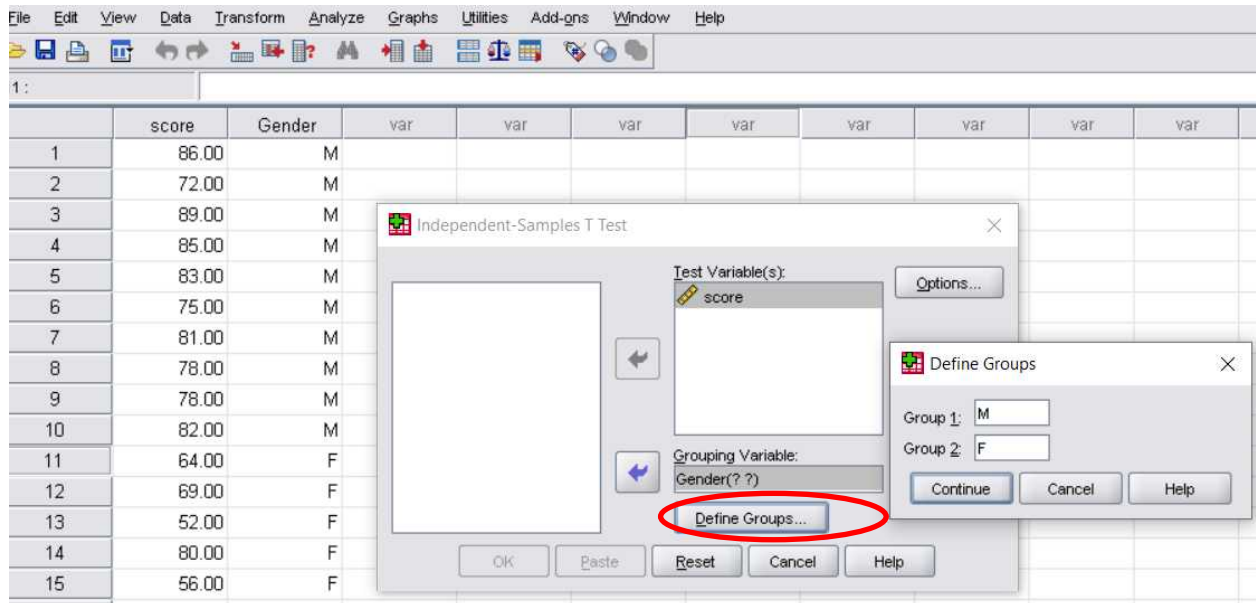 File Edit View Data Transform Analyze Graphs Utilities Add-ons Window Help
1 :
score Gender var var var var var var var var
1 86.00 M
2 72.00 M
3 89.00 M
4 85.00 M
5 83.00 M
6 75.00 M
7 81.00 M
8 78.00 M
9 78.00 M
10 82.00 M
11 64.00 F
12 69.00 F
13 52.00 F
14 80.00 F
15 56.00 F
Independent-Samples T Test
Test Variable(s):
score
Options...
Grouping Variable:
Gender(? ?)
Define Groups...
OK Paste Reset Cancel Help
Define Groups
Group 1: M
Group 2: F
Continue Cancel Help